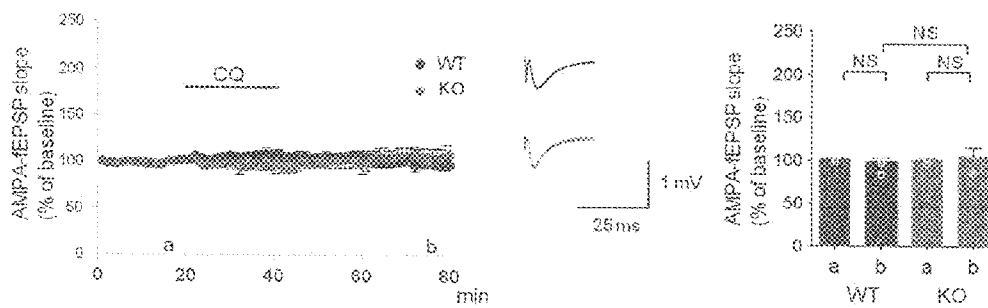 AMPA-fEPSP slope
(% of baseline)
250
200
150
100
50
0
CQ
WT
KO
a
b
0
20
40
60
80
min
1 mV
25ms
AMPA-fEPSP slope
(% of baseline)
250
200
150
100
50
0
NS
NS
NS
a
b
a
b
WT
KO